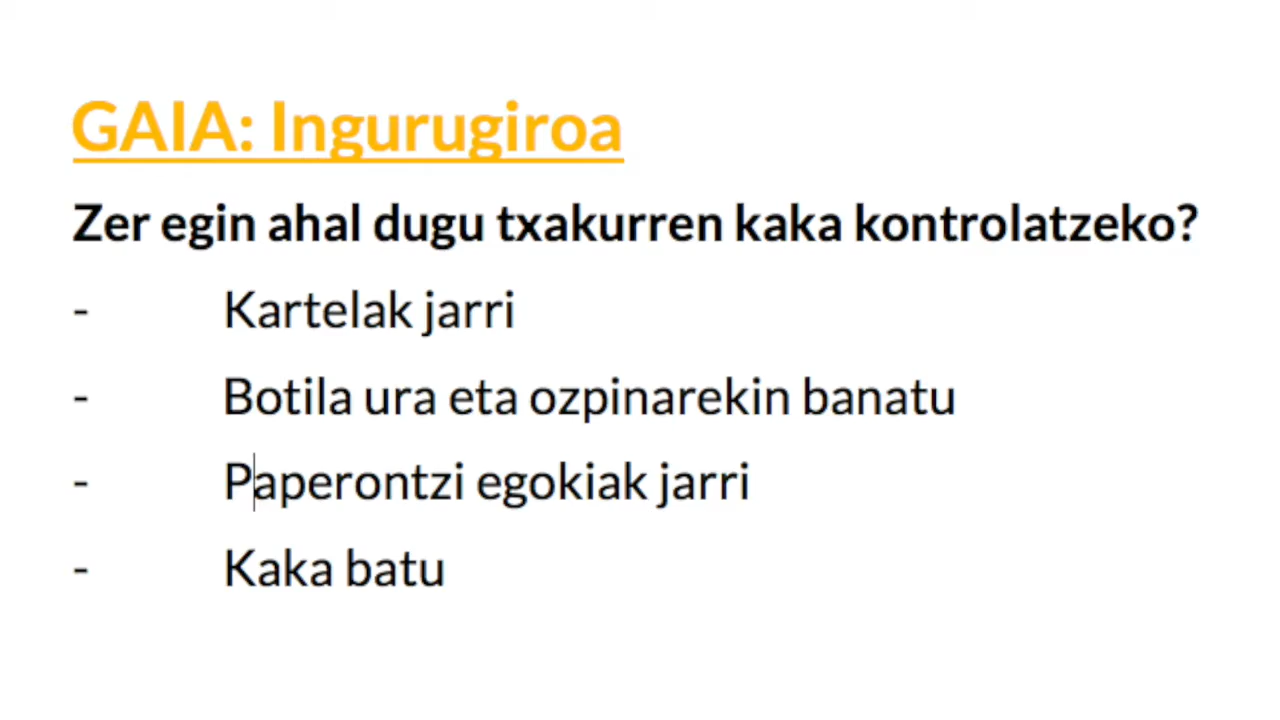 GAIA: Ingurugiroa
Zer egin ahal dugu txakurren kaka kontrolatzeko?
- Kartelak jarri
- Botila ura eta ozpinarekin banatu
- Paperontzi egokiak jarri
- Kaka batu